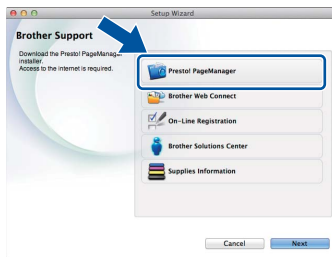 Setup Wizard
Brother Support
Download the Presto! PageManager
installer.
Access to the internet is required.
Presto! PageManager
Brother Web Connect
On-Line Registration
Brother Solutions Center
Supplies Information
Cancel
Next